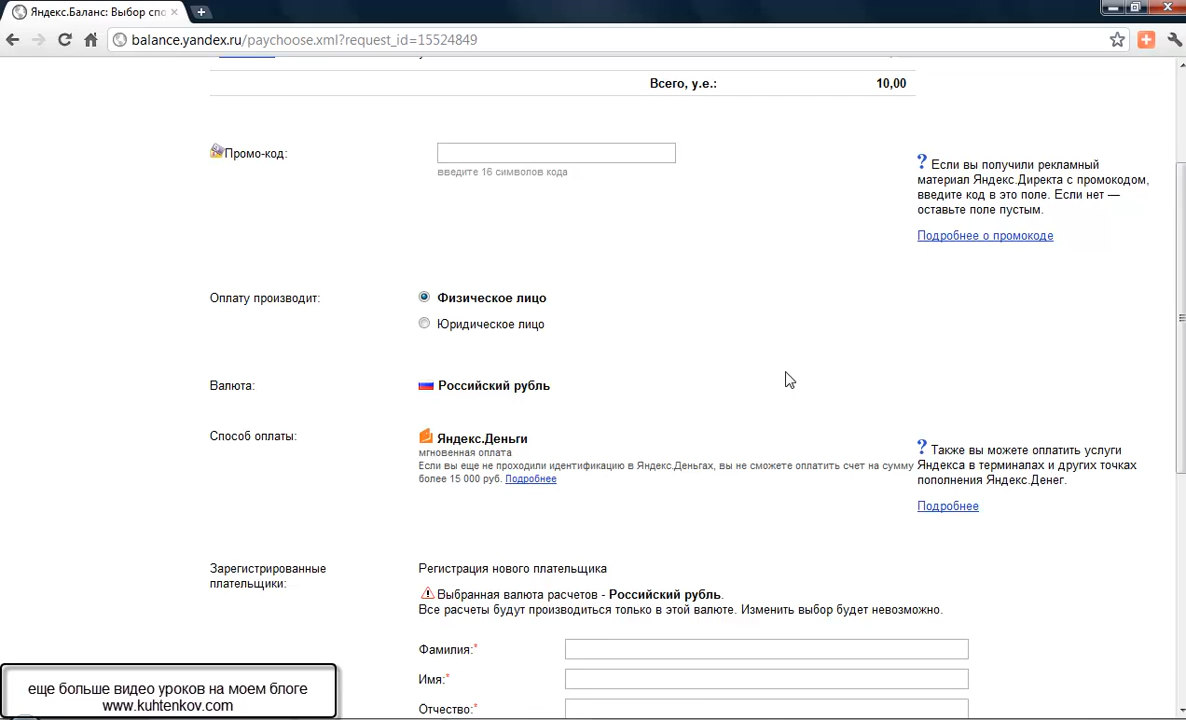 Яндекс.Баланс: Выбор спо
balance.yandex.ru/paychoose.xml?request_id=15524849
Всего, у.е.: 10,00
Промо-код:
введите 16 символов кода
? Если вы получили рекламный
материал Яндекс.Директа с промокодом,
введите код в это поле. Если нет —
оставьте поле пустым.
Подробнее о промокоде
Оплату производит:
Физическое лицо
Юридическое лицо
Валюта:
Российский рубль
Способ оплаты:
Яндекс.Деньги
мгновенная оплата
Если вы еще не проходили идентификацию в Яндекс.Деньгах, вы не сможете оплатить счет на сумму
более 15 000 руб. Подробнее
? Также вы можете оплатить услуги
Яндекса в терминалах и других точках
пополнения Яндекс.Денег.
Подробнее
Зарегистрированные
плательщики:
Регистрация нового плательщика
Выбранная валюта расчетов - Российский рубль.
Все расчеты будут производиться только в этой валюте. Изменить выбор будет невозможно.
Фамилия:*
Имя:*
Отчество:*
еще больше видео уроков на моем блоге
www.kuhtenkov.com